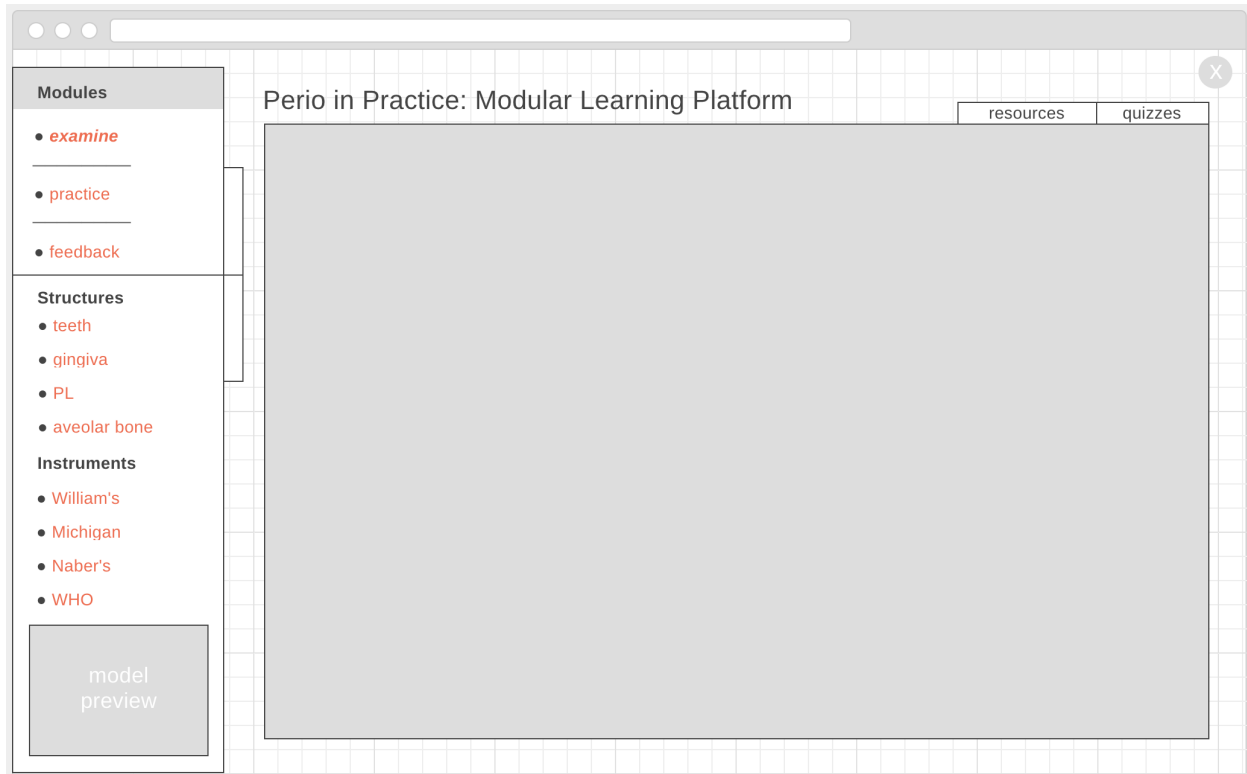 X
Modules
Perio in Practice: Modular Learning Platform
resources
quizzes
• examine
• practice
• feedback
Structures
• teeth
• gingiva
• PL
• aveolar bone
Instruments
• William's
• Michigan
• Naber's
• WHO
model
preview